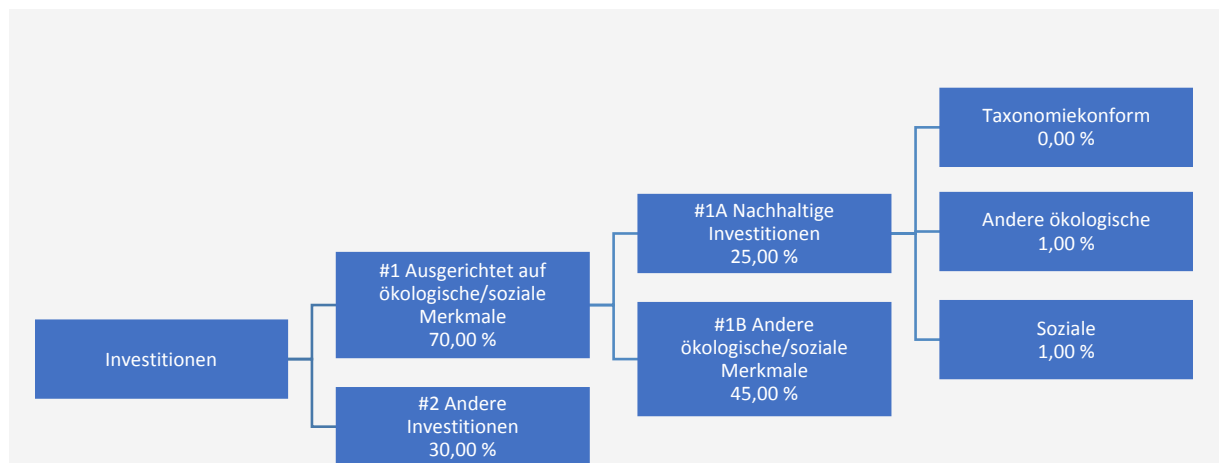 Investitionen
#1 Ausgerichtet auf
ökologische/soziale
Merkmale
70,00 %
#2 Andere
Investitionen
30,00 %
#1A Nachhaltige
Investitionen
25,00 %
#1B Andere
ökologische/soziale
Merkmale
45,00 %
Taxonomiekonform
0,00 %
Andere ökologische
1,00 %
Soziale
1,00 %